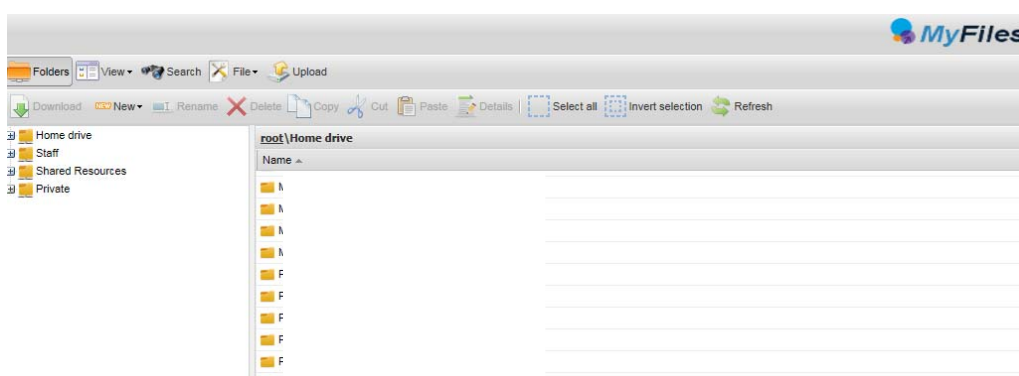 MyFiles
Folders View Search File Upload
Download New Rename Delete Copy Cut Paste Details Select all Invert selection Refresh
Home drive
Staff
Shared Resources
Private
root\Home drive
Name
M
M
M
M
F
F
F
F
F